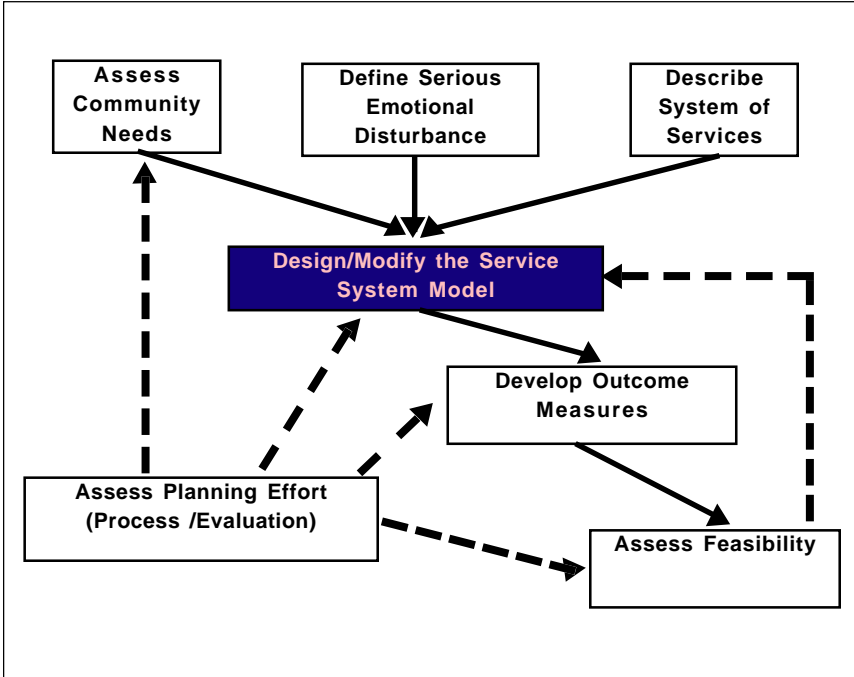 Assess
Community
Needs
Define Serious
Emotional
Disturbance
Describe
System of
Services
Design/Modify the Service
System Model
Develop Outcome
Measures
Assess Planning Effort
(Process /Evaluation)
Assess Feasibility